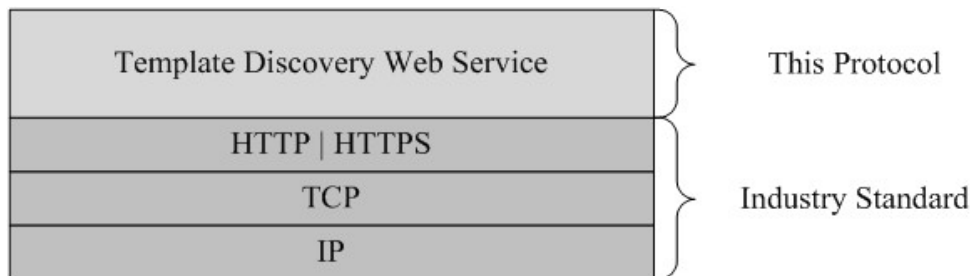 Template Discovery Web Service
This Protocol
HTTP | HTTPS
TCP
Industry Standard
IP